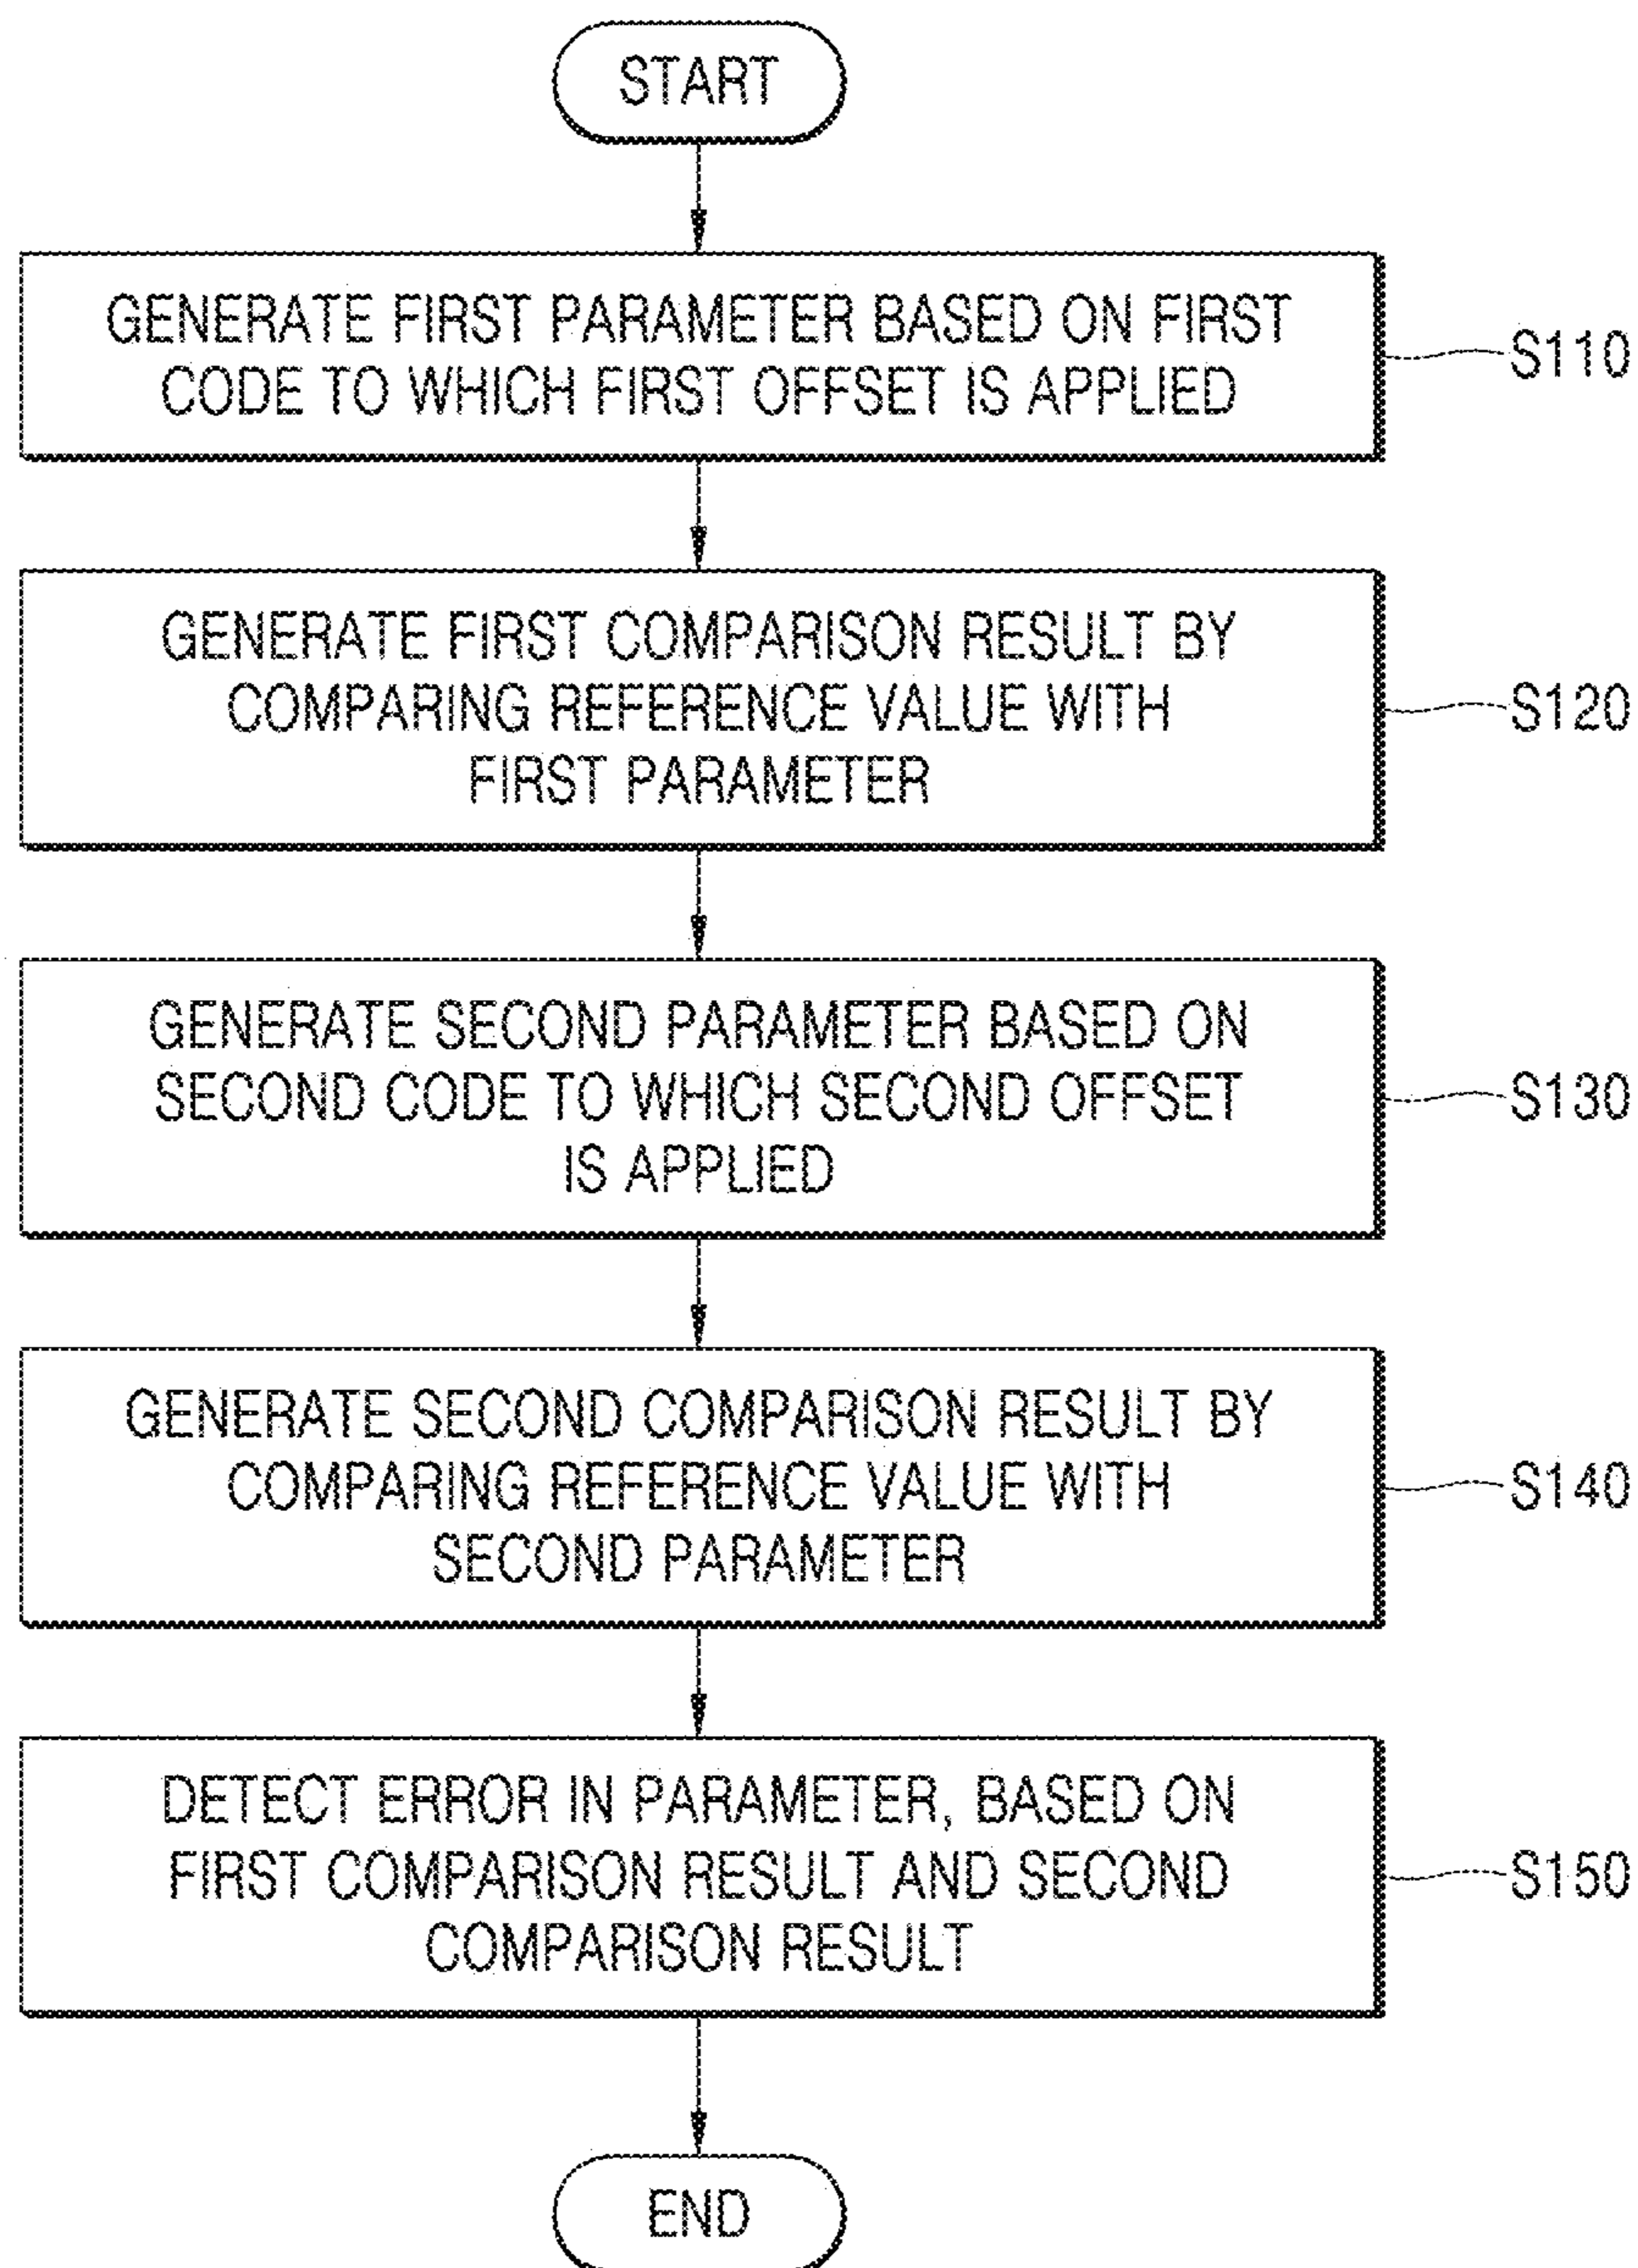 START
GENERATE FIRST PARAMETER BASED ON FIRST
CODE TO WHICH FIRST OFFSET IS APPLIED
S110
GENERATE FIRST COMPARISON RESULT BY
COMPARING REFERENCE VALUE WITH
FIRST PARAMETER
S120
GENERATE SECOND PARAMETER BASED ON
SECOND CODE TO WHICH SECOND OFFSET
IS APPLIED
S130
GENERATE SECOND COMPARISON RESULT BY
COMPARING REFERENCE VALUE WITH
SECOND PARAMETER
S140
DETECT ERROR IN PARAMETER, BASED ON
FIRST COMPARISON RESULT AND SECOND
COMPARISON RESULT
S150
END